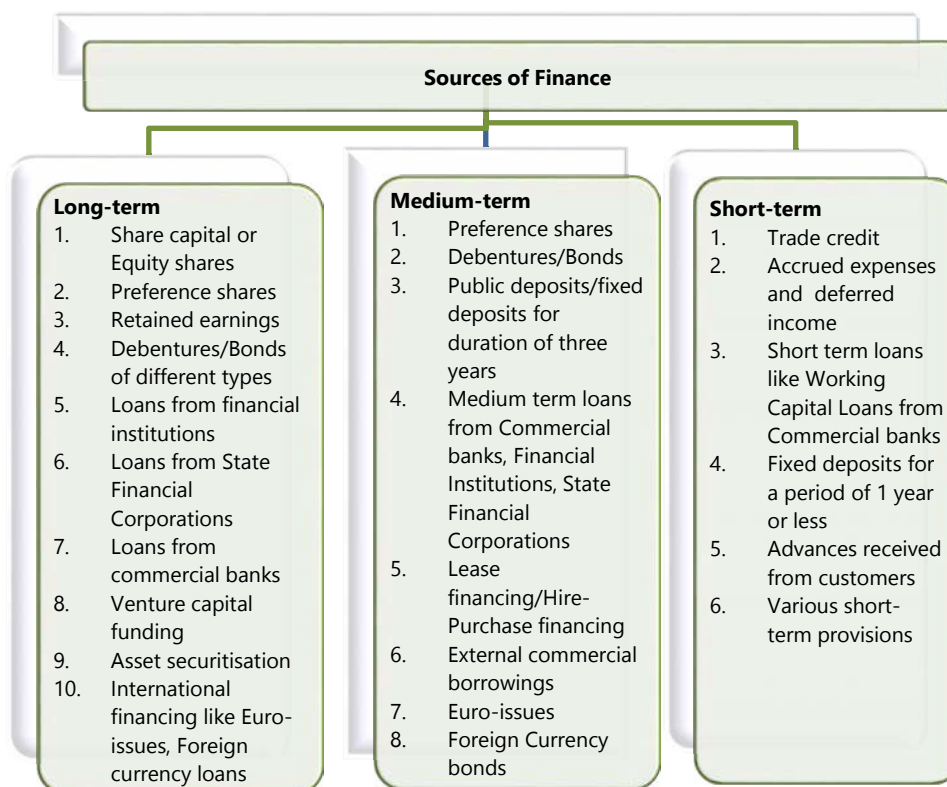 Sources of Finance
Long-term
1. Share capital or
Equity shares
2. Preference shares
3. Retained earnings
4. Debentures/Bonds
of different types
5. Loans from financial
institutions
6. Loans from State
Financial
Corporations
7. Loans from
commercial banks
8. Venture capital
funding
9. Asset securitisation
10. International
financing like Euro-
issues, Foreign
currency loans
Medium-term
1. Preference shares
2. Debentures/Bonds
3. Public deposits/fixed
deposits for
duration of three
years
4. Medium term loans
from Commercial
banks, Financial
Institutions, State
Financial
Corporations
5. Lease
financing/Hire-
Purchase financing
6. External commercial
borrowings
7. Euro-issues
8. Foreign Currency
bonds
Short-term
1. Trade credit
2. Accrued expenses
and deferred
income
3. Short term loans
like Working
Capital Loans from
Commercial banks
4. Fixed deposits for
a period of 1 year
or less
5. Advances received
from customers
6. Various short-
term provisions